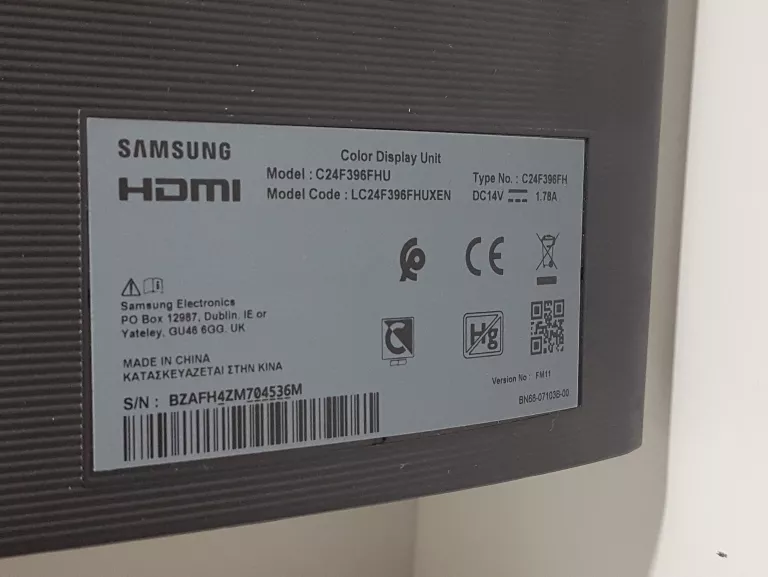 SAMSUNG
HDMI
Color Display Unit
Model : C24F396FHU
Model Code : LC24F396FHUXEN
Type No. : C24F396FH
DC14V 1.78A
CE
Samsung Electronics
PO Box 12987, Dublin. IE or
Yateley, GU46 6GG. UK
Hg
MADE IN CHINA
ΚΑΤΑΣΚΕΥΑΖΕΤΑΙ ΣΤΗΝ ΚΙΝΑ
Version No : FM11
S/N : BZAFH4ZM704536M
BN68-07103B-00